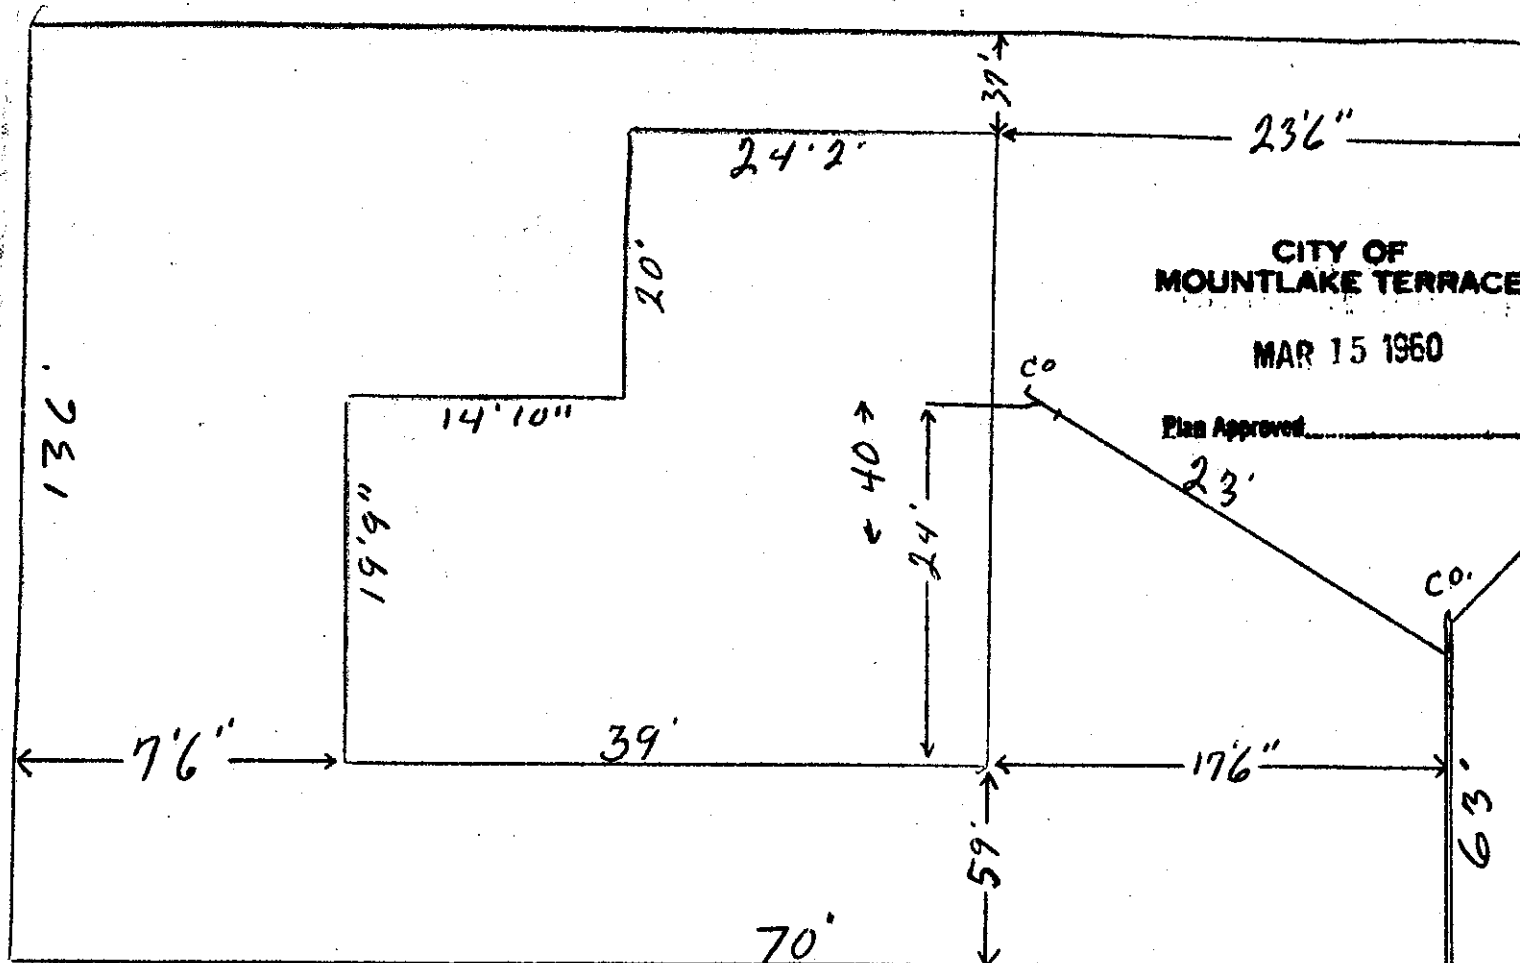 37'
23'6"
24'2'
20'
CITY OF
MOUNTLAKE TERRACE
MAR 15 1960
CO
14'10"
Plan Approved
136'
40
23'
19'9"
24'
CO.
39'
7'6"
17'6"
63'
59'
70'